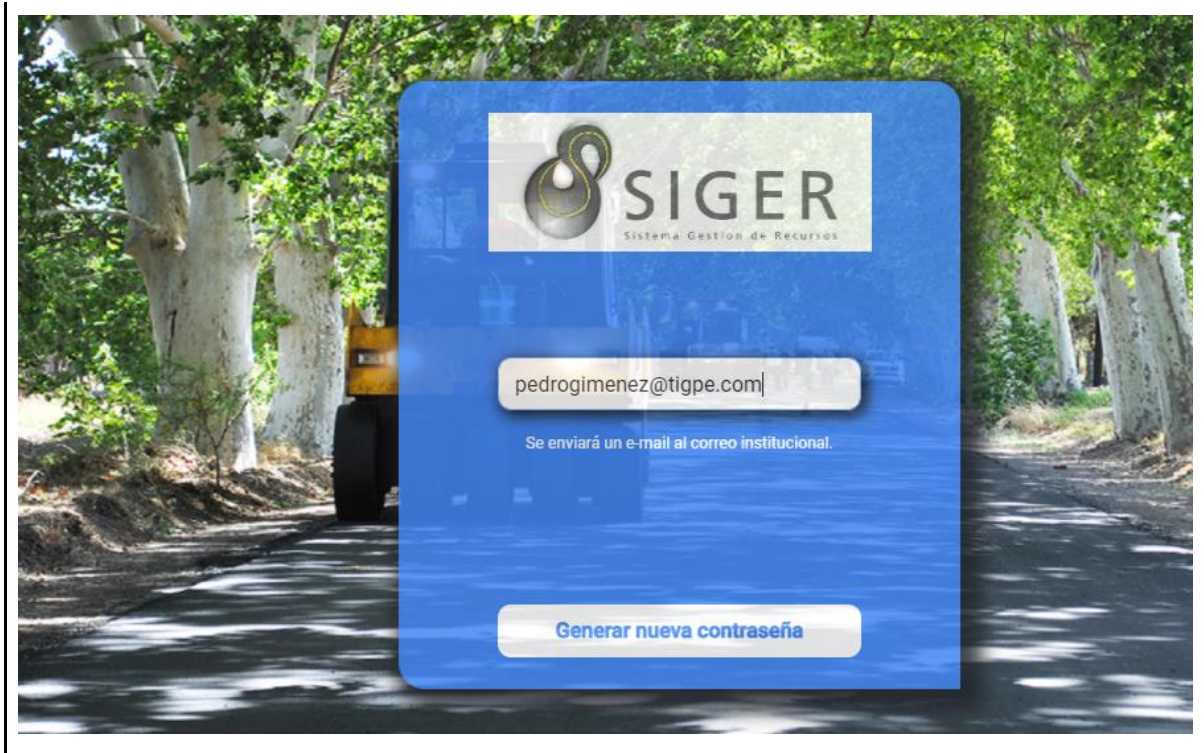 SIGER
Sistema Gestion de Recursos
pedrogimenez@tigpe.com
Se enviará un e-mail al correo institucional.
Generar nueva contraseña